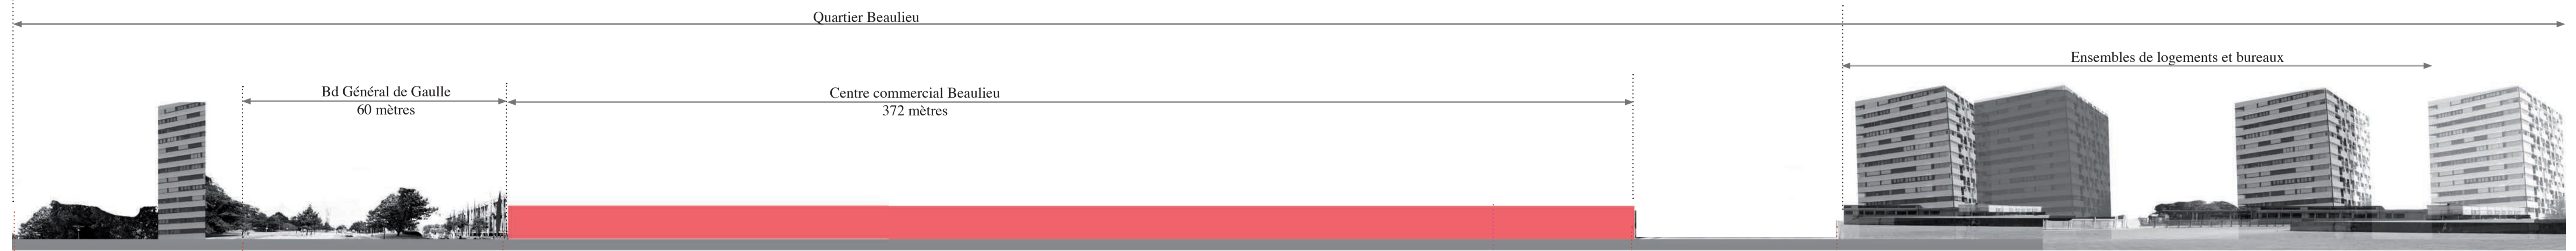 Quartier Beaulieu
Ensembles de logements et bureaux
Bd Général de Gaulle
60 mètres
Centre commercial Beaulieu
372 mètres